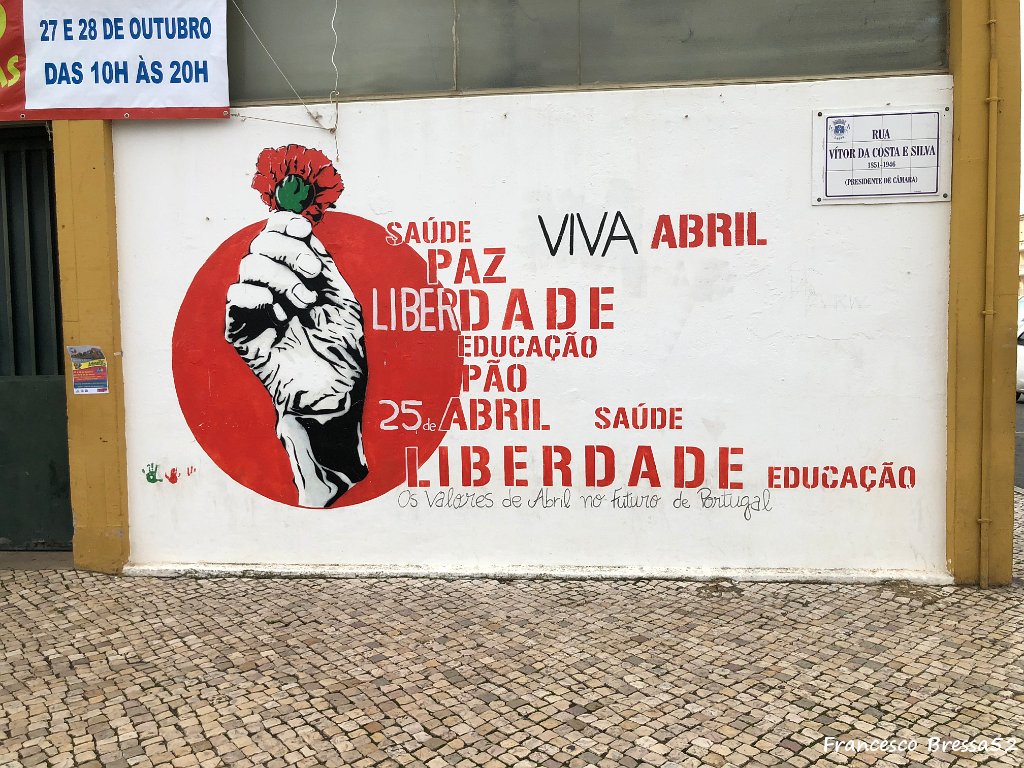 27 E 28 DE OUTUBRO
DAS 10H ÀS 20H
RUA
VÍTOR DA COSTA E SILVA
1851-1946
(PRESIDENTE DE CÂMARA)
SAÚDE
VIVA ABRIL
PAZ
LIBERDADE
EDUCAÇÃO
PÃO
25 de ABRIL SAÚDE
LIBERDADE EDUCAÇÃO
Os Valores de Abril no Futuro de Portugal
Francesco Bressa52